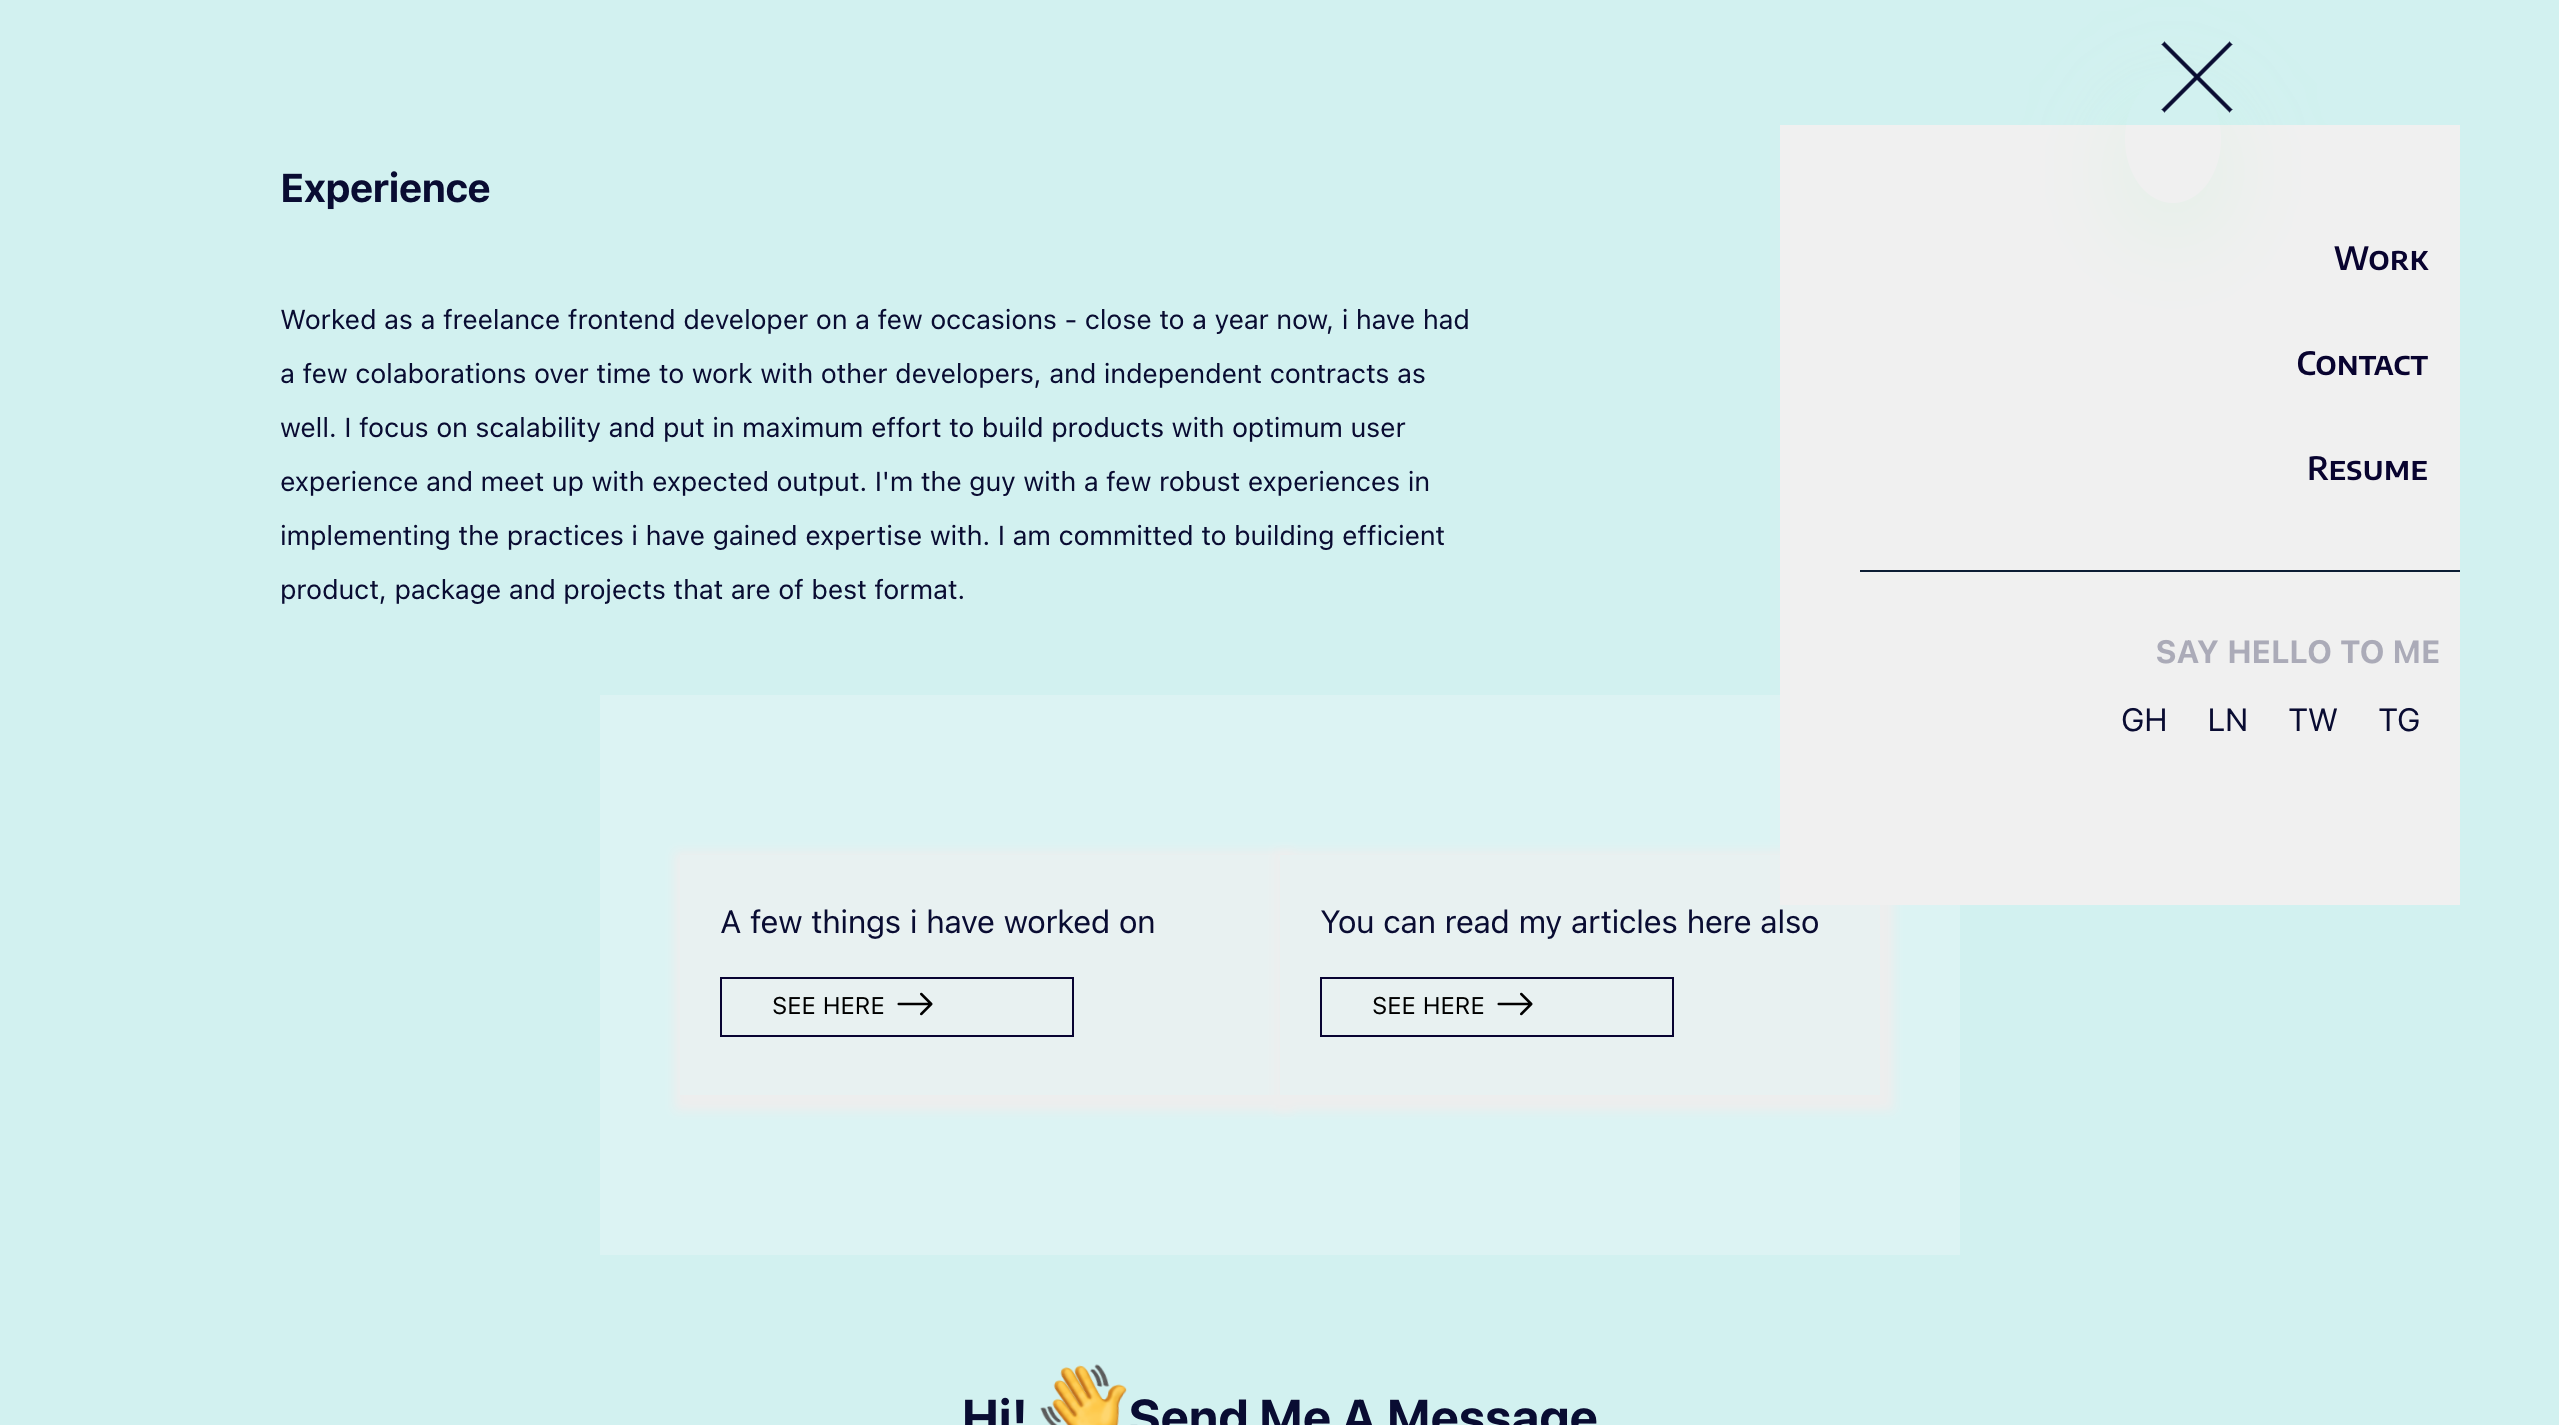 Experience
Worked as a freelance frontend developer on a few occasions - close to a year now, i have had
a few colaborations over time to work with other developers, and independent contracts as
well. I focus on scalability and put in maximum effort to build products with optimum user
experience and meet up with expected output. I'm the guy with a few robust experiences in
implementing the practices i have gained expertise with. I am committed to building efficient
product, package and projects that are of best format.
Work
Contact
Resume
SAY HELLO TO ME
GH LN TW TG
A few things i have worked on
SEE HERE →
You can read my articles here also
SEE HERE →
Hi! 👋 Send Me A Message